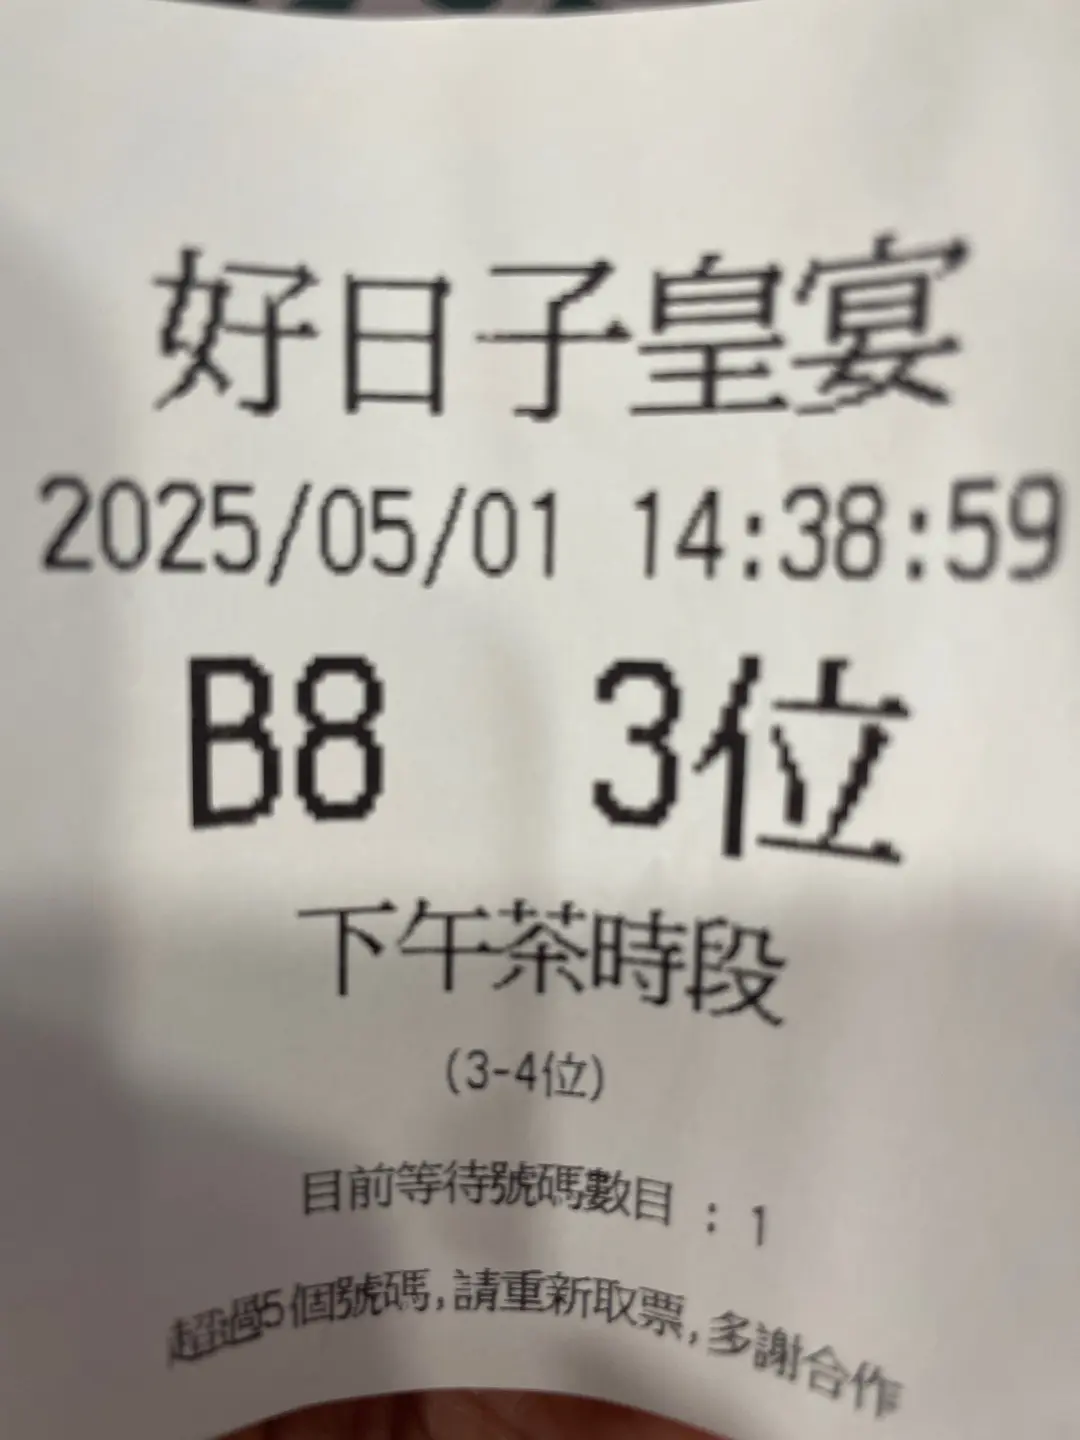 好日子皇宴
2025/05/01 14:38:59
B8 3位
下午茶時段
(3-4位)
目前等待號碼數目 : 1
超過5個號碼,請重新取票,多謝合作